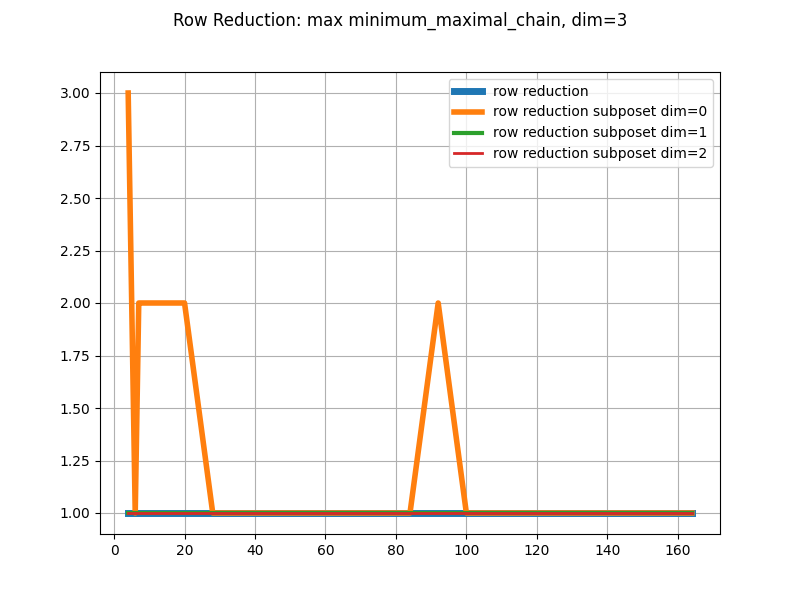 Row Reduction: max minimum_maximal_chain, dim=3
row reduction
row reduction subposet dim=0
row reduction subposet dim=1
row reduction subposet dim=2
3.00
2.75
2.50
2.25
2.00
1.75
1.50
1.25
1.00
0 20 40 60 80 100 120 140 160